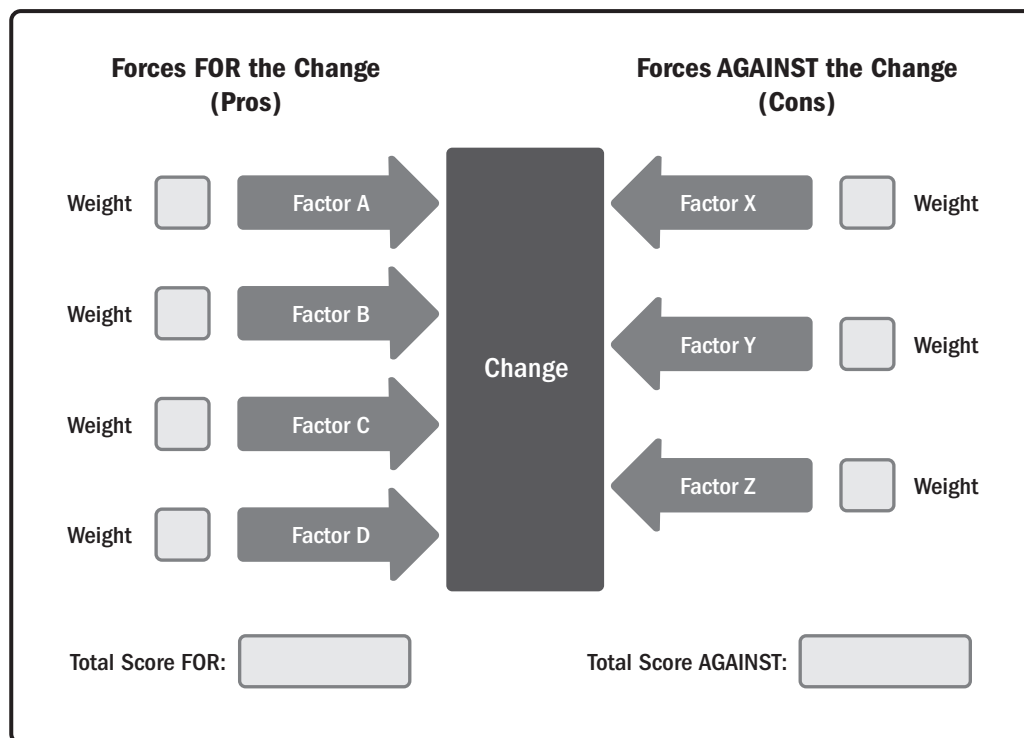 Forces FOR the Change
(Pros)
Forces AGAINST the Change
(Cons)
Weight
Factor A
Factor X
Weight
Weight
Factor B
Factor Y
Weight
Change
Weight
Factor C
Factor Z
Weight
Weight
Factor D
Total Score FOR:
Total Score AGAINST: